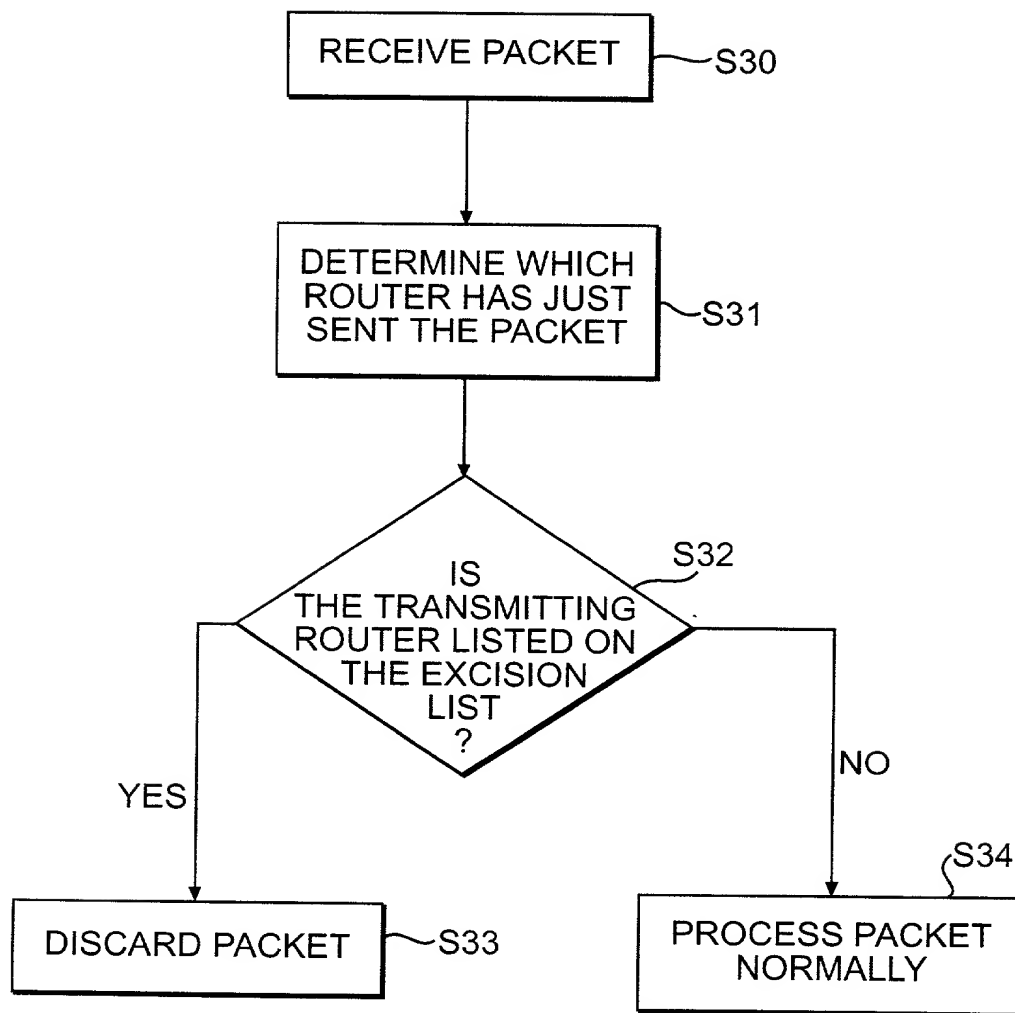 RECEIVE PACKET
S30
DETERMINE WHICH
ROUTER HAS JUST
SENT THE PACKET
S31
S32
IS
THE TRANSMITTING
ROUTER LISTED ON
THE EXCISION
LIST
?
YES
NO
DISCARD PACKET
S33
S34
PROCESS PACKET
NORMALLY